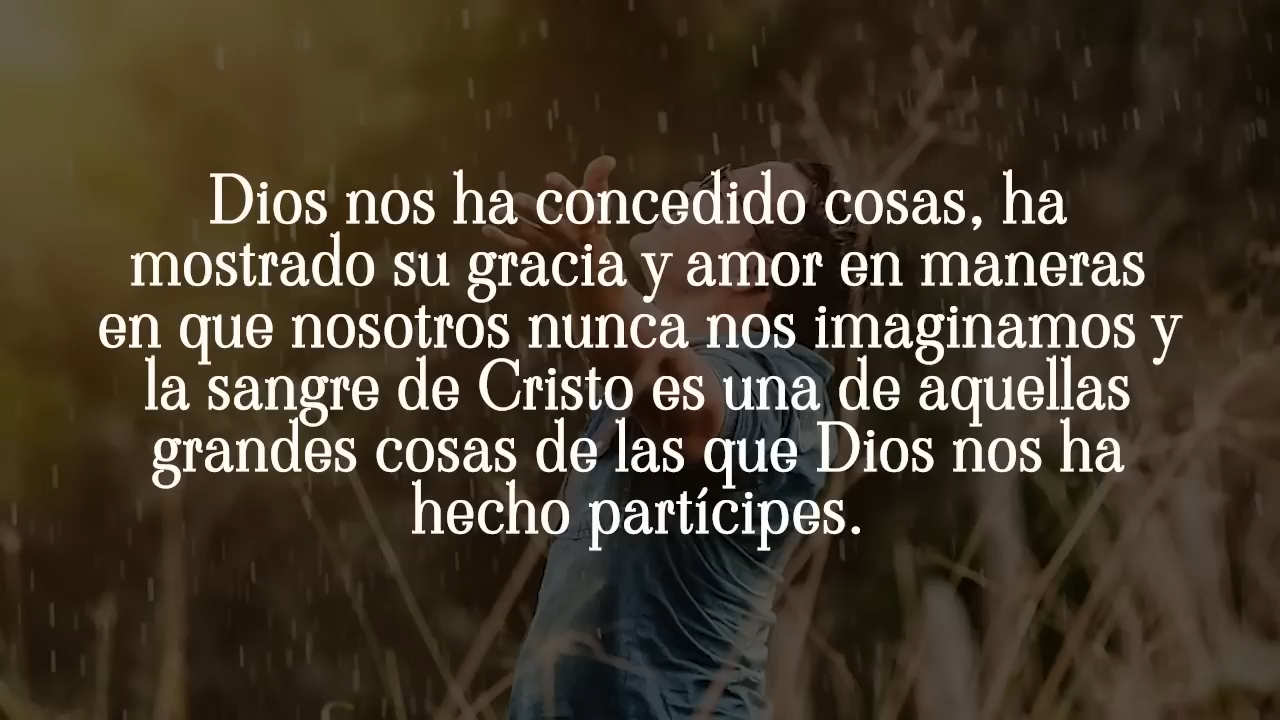 Dios nos ha concedido cosas, ha
mostrado su gracia y amor en maneras
en que nosotros nunca nos imaginamos y
la sangre de Cristo es una de aquellas
grandes cosas de las que Dios nos ha
hecho partícipes.